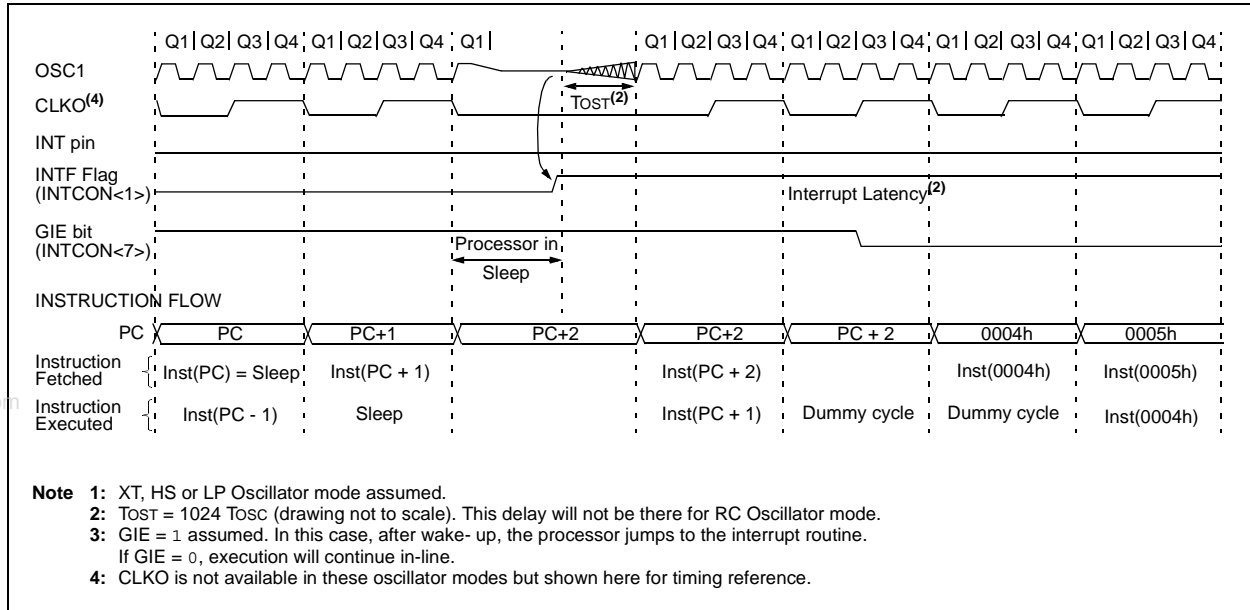 Q1 Q2 Q3 Q4 Q1 Q2 Q3 Q4 Q1 Q1 Q2 Q3 Q4 Q1 Q2 Q3 Q4 Q1 Q2 Q3 Q4 Q1 Q2 Q3 Q4
OSC1
TOST(2)
CLKO(4)
INT pin
INTF Flag
(INTCON<1>)
Interrupt Latency(2)
GIE bit
(INTCON<7>)
Processor in
Sleep
INSTRUCTION FLOW
PC PC PC+1 PC+2 PC+2 PC + 2 0004h 0005h
Instruction
Fetched
Inst(PC) = Sleep Inst(PC + 1) Inst(PC + 2) Inst(0004h) Inst(0005h)
Instruction
Executed
Inst(PC - 1) Sleep Inst(PC + 1) Dummy cycle Dummy cycle Inst(0004h)
Note 1: XT, HS or LP Oscillator mode assumed.
2: TOST = 1024 TOSC (drawing not to scale). This delay will not be there for RC Oscillator mode.
3: GIE = 1 assumed. In this case, after wake- up, the processor jumps to the interrupt routine.
If GIE = 0, execution will continue in-line.
4: CLKO is not available in these oscillator modes but shown here for timing reference.